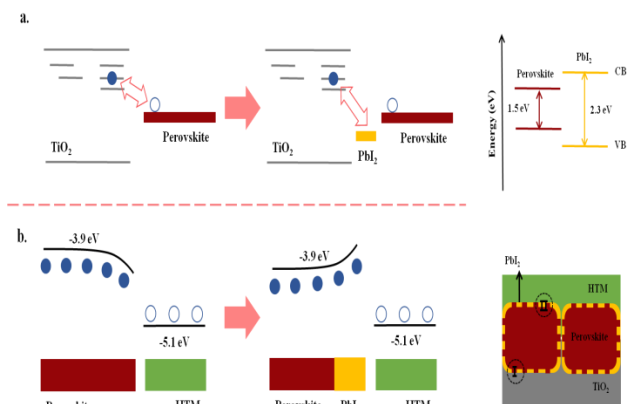 a.
TiO2
Perovskite
TiO2
PbI2
Perovskite
Energy (eV)
Perovskite
PbI2
CB
1.5 eV
2.3 eV
VB
b.
-3.9 eV
-5.1 eV
-3.9 eV
-5.1 eV
PbI2
HTM
II
Perovskite
I
TiO2